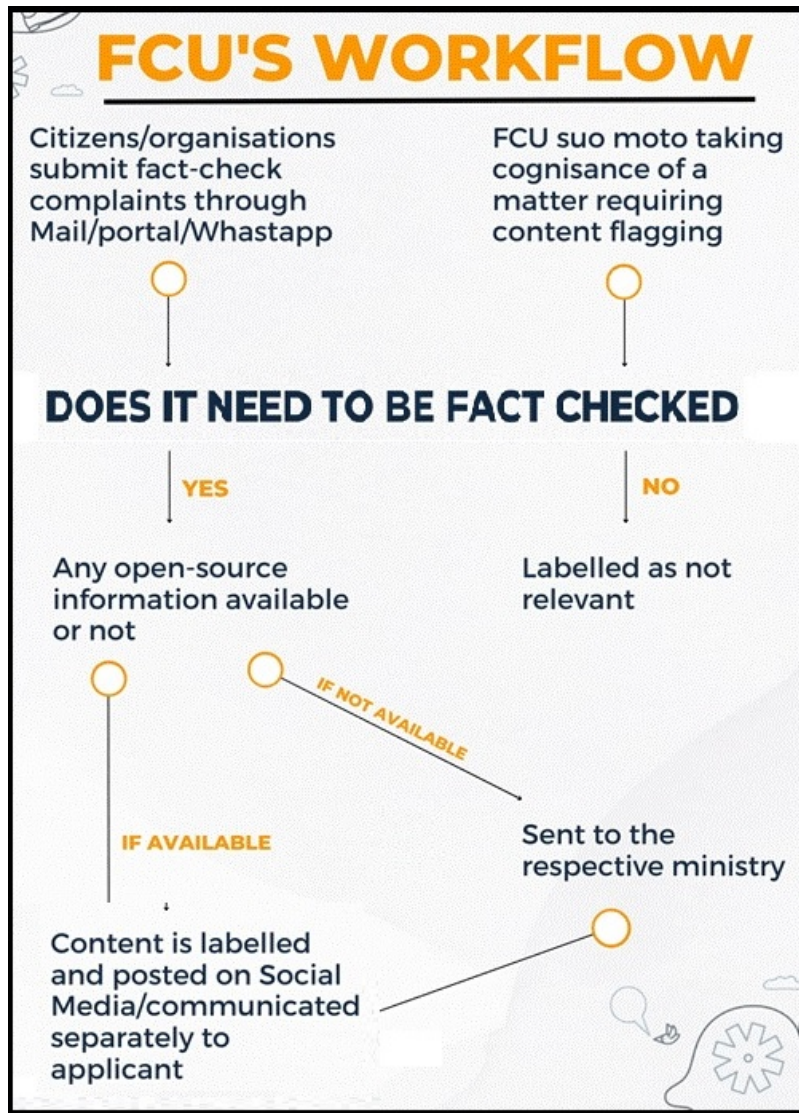 FCU'S WORKFLOW
Citizens/organisations
submit fact-check
complaints through
Mail/portal/Whastapp
FCU suo moto taking
cognisance of a
matter requiring
content flagging
DOES IT NEED TO BE FACT CHECKED
YES
NO
Any open-source
information available
or not
Labelled as not
relevant
IF NOT AVAILABLE
IF AVAILABLE
Sent to the
respective ministry
Content is labelled
and posted on Social
Media/communicated
separately to
applicant